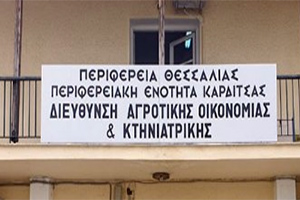 ΠΕΡΙΦΕΡΕΙΑ ΘΕΣΣΑΛΙΑΣ
ΠΕΡΙΦΕΡΕΙΑΚΗ ΕΝΟΤΗΤΑ ΚΑΡΔΙΤΣΑΣ
ΔΙΕΥΘΥΝΣΗ ΑΓΡΟΤΙΚΗΣ ΟΙΚΟΝΟΜΙΑΣ
& ΚΤΗΝΙΑΤΡΙΚΗΣ